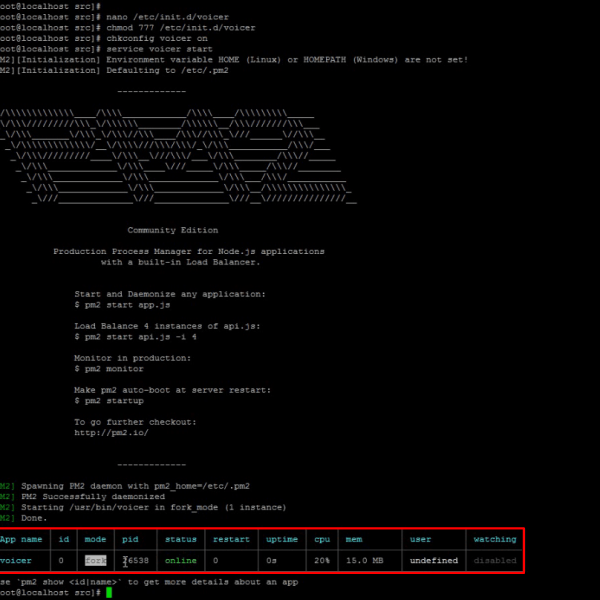 oot@localhost src]#
oot@localhost src]# nano /etc/init.d/voicer
oot@localhost src]# chmod 777 /etc/init.d/voicer
oot@localhost src]# chkconfig voicer on
oot@localhost src]# service voicer start
M2][Initialization] Environment variable HOME (Linux) or HOMEPATH (Windows) are not set!
M2][Initialization] Defaulting to /etc/.pm2
-------------
Community Edition
Production Process Manager for Node.js applications
with a built-in Load Balancer.
Start and Daemonize any application:
$ pm2 start app.js
Load Balance 4 instances of api.js:
$ pm2 start api.js -i 4
Monitor in production:
$ pm2 monitor
Make pm2 auto-boot at server restart:
$ pm2 startup
To go further checkout:
http://pm2.io/
-------------
M2] Spawning PM2 daemon with pm2_home=/etc/.pm2
M2] PM2 Successfully daemonized
M2] Starting /usr/bin/voicer in fork_mode (1 instance)
M2] Done.
App name id mode pid status restart uptime cpu mem user watching
voicer 0 fork 6538 online 0 0s 20% 15.0 MB undefined disabled
se `pm2 show <id|name>` to get more details about an app
oot@localhost src]#